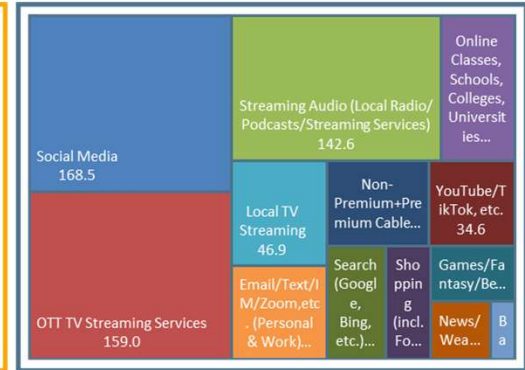 Social Media
168.5
OTT TV Streaming Services
159.0
Streaming Audio (Local Radio/
Podcasts/Streaming Services)
142.6
Online
Classes,
Schools,
Colleges,
Universit
ies...
Local TV
Streaming
46.9
Non-
Premium+Pre
mium Cable...
YouTube/T
ikTok, etc.
34.6
Email/Text/I
M/Zoom,etc
. (Personal
& Work)...
Search
(Googl
e,
Bing,
etc.)...
Sho
ppin
g
(incl.
Fo...
Games/Fa
ntasy/Be...
News/
Wea...
B
a